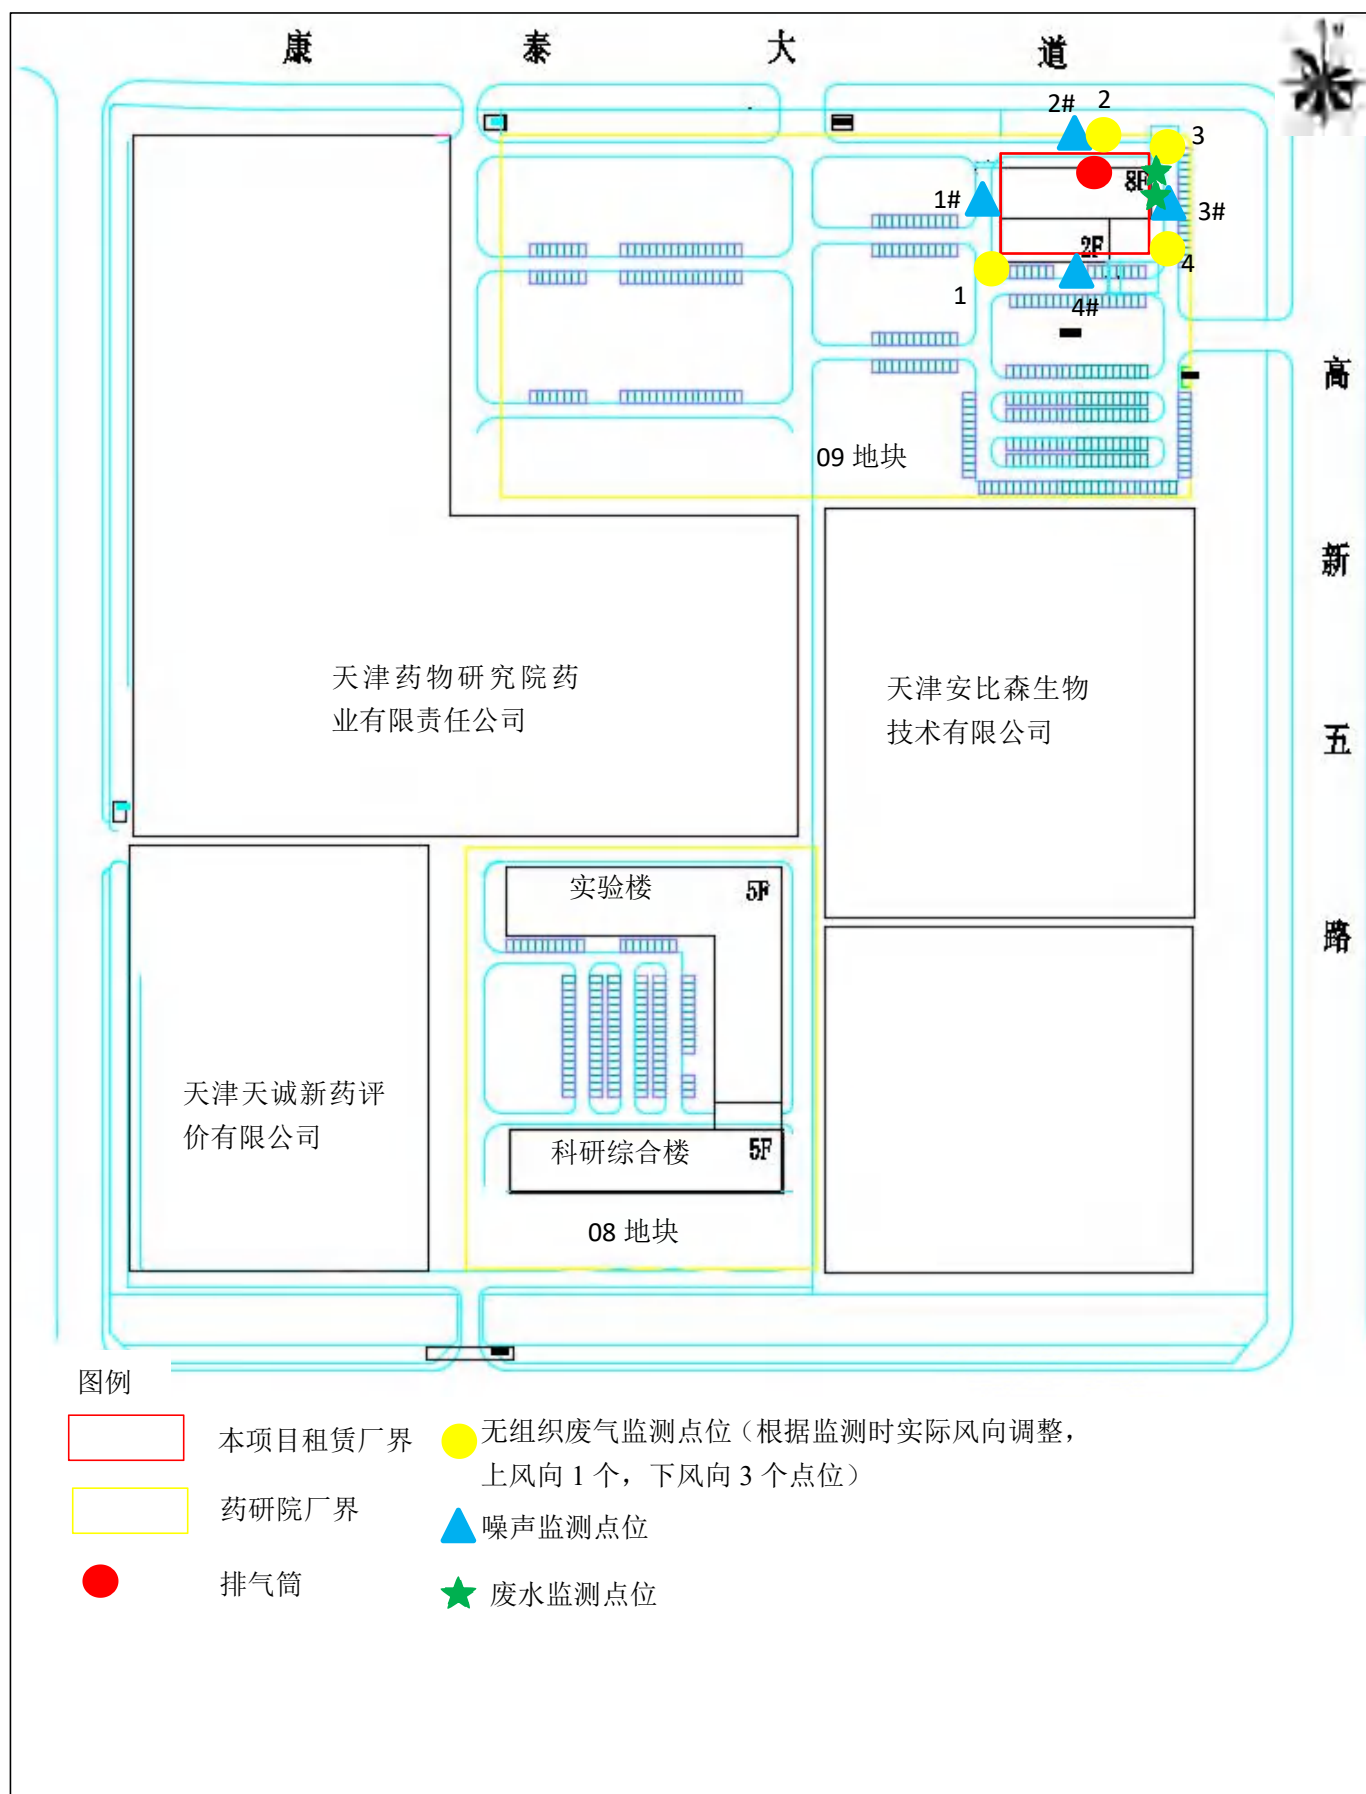 康泰大道
2# 2
3
8F
1#
3#
2F
4
1
4#
高新五路
09 地块
天津药物研究院药
业有限责任公司
天津安比森生物
技术有限公司
实验楼
5F
天津天诚新药评
价有限公司
科研综合楼
5F
08 地块
图例
本项目租赁厂界
无组织废气监测点位（根据监测时实际风向调整，
上风向 1 个，下风向 3 个点位）
药研院厂界
噪声监测点位
排气筒
废水监测点位